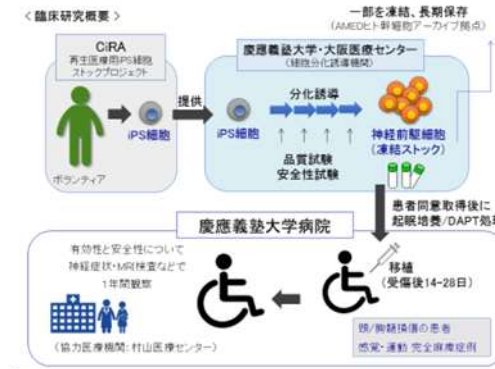 < 臨床研究概要 >
一部を凍結、長期保存
(AMEDヒト幹細胞アーカイブ拠点)
CiRA
再生医療用iPS細胞
ストックプロジェクト
iPS細胞
ボランティア
提供
慶應義塾大学・大阪医療センター
(細胞分化誘導機関)
iPS細胞
分化誘導
品質試験
安全性試験
神経前駆細胞
(凍結ストック)
患者同意取得後に
起眠培養/DAPT処理
慶應義塾大学病院
有効性と安全性について
神経症状・MRI検査などで
1年間観察
(協力医療機関:村山医療センター)
移植
(受傷後14-28日)
頸/胸髄損傷の患者
感覚・運動 完全麻痺症例